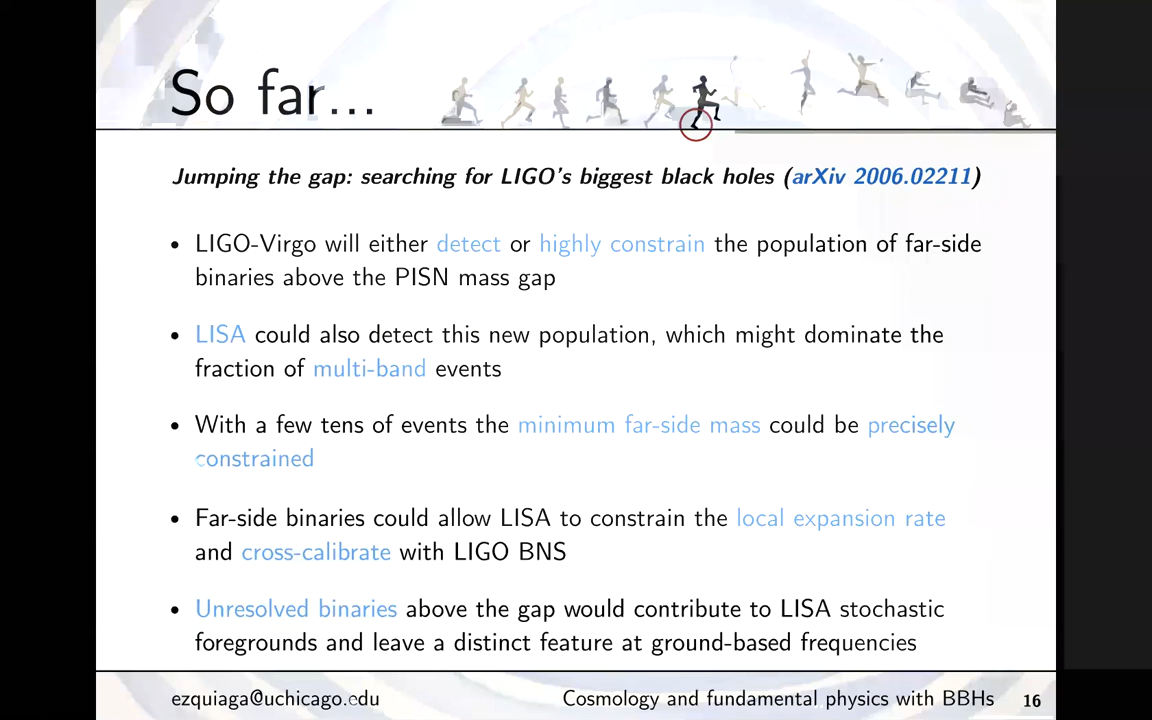 So far...
Jumping the gap: searching for LIGO's biggest black holes (arXiv 2006.02211)
• LIGO-Virgo will either detect or highly constrain the population of far-side
binaries above the PISN mass gap
• LISA could also detect this new population, which might dominate the
fraction of multi-band events
• With a few tens of events the minimum far-side mass could be precisely
constrained
• Far-side binaries could allow LISA to constrain the local expansion rate
and cross-calibrate with LIGO BNS
• Unresolved binaries above the gap would contribute to LISA stochastic
foregrounds and leave a distinct feature at ground-based frequencies
ezquiaga@uchicago.edu Cosmology and fundamental physics with BBHs 16